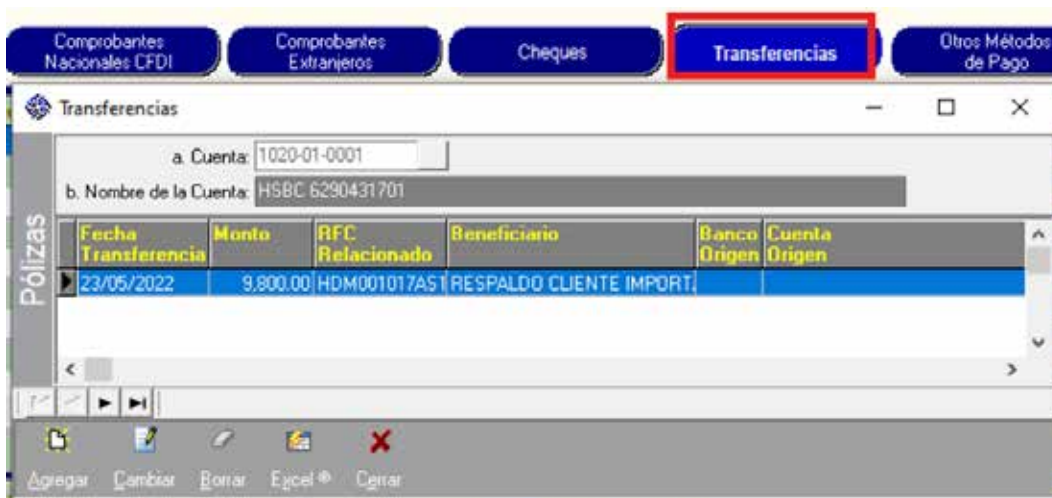 Comprobantes
Nacionales CFDI
Comprobantes
Extranjeros
Cheques
Transferencias
Otros Métodos
de Pago
Transferencias
a. Cuenta: 1020-01-0001
b. Nombre de la Cuenta: HSBC 6290431701
Pólizas
Fecha Monto RFC Beneficiario Banco Cuenta
Transferencia Relacionado Origen Origen
23/05/2022 9,800.00 HDM001017AS1 RESPALDO CLIENTE IMPORT.
Agregar Cambiar Borrar Excel ® Cerrar